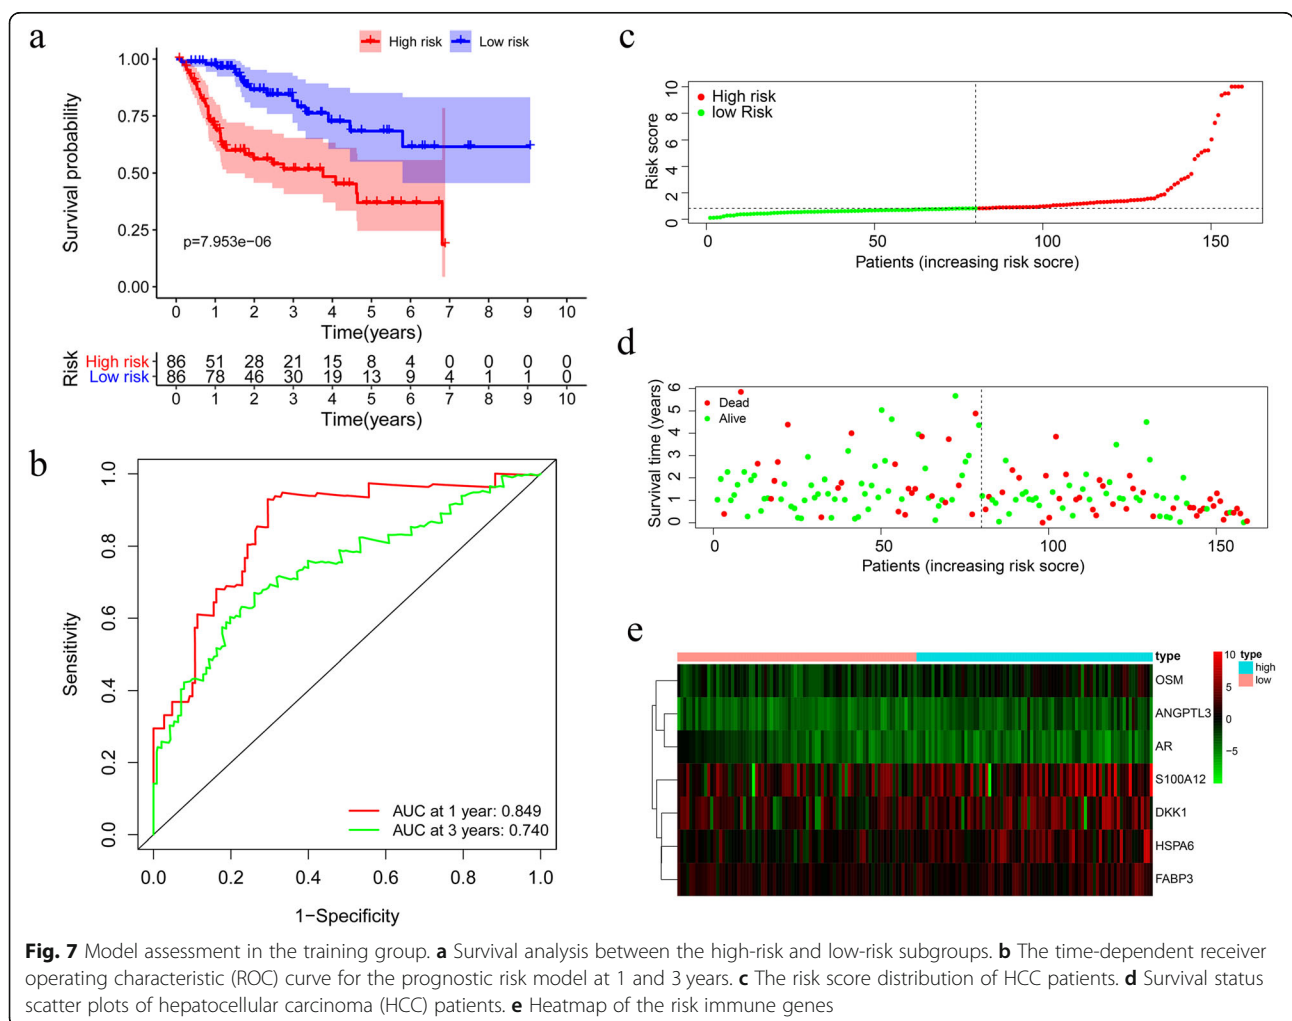 a
High risk Low risk
Survival probability
1.00
0.75
0.50
0.25
0.00
p=7.953e−06
0 1 2 3 4 5 6 7 8 9 10
Time(years)
Risk
High risk 86 51 28 21 15 8 4 0 0 0 0
Low risk 86 78 46 30 19 13 9 4 1 1 0
0 1 2 3 4 5 6 7 8 9 10
Time(years)
b
Sensitivity
1.0
0.8
0.6
0.4
0.2
0.0
AUC at 1 year: 0.849
AUC at 3 years: 0.740
0.0 0.2 0.4 0.6 0.8 1.0
1−Specificity
c
Risk score
10
8
6
4
2
0
High risk
low Risk
0 50 100 150
Patients (increasing risk socre)
d
Survival time (years)
6
5
4
3
2
1
0
Dead
Alive
0 50 100 150
Patients (increasing risk socre)
e
type
OSM
ANGPTL3
AR
S100A12
DKK1
HSPA6
FABP3
10
5
0
−5
type
high
low
Fig. 7 Model assessment in the training group. a Survival analysis between the high-risk and low-risk subgroups. b The time-dependent receiver
operating characteristic (ROC) curve for the prognostic risk model at 1 and 3 years. c The risk score distribution of HCC patients. d Survival status
scatter plots of hepatocellular carcinoma (HCC) patients. e Heatmap of the risk immune genes